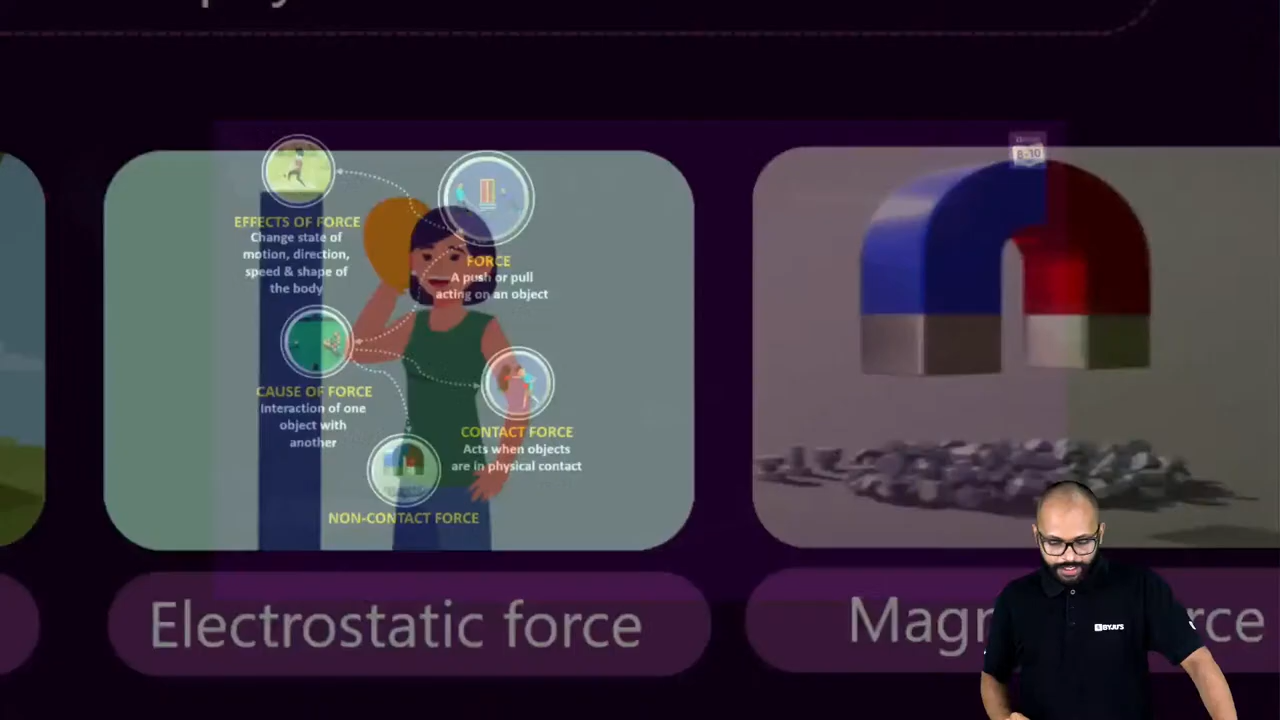 8-10
EFFECTS OF FORCE
Change state of
motion, direction,
speed & shape of
the body
FORCE
A push or pull
acting on an object
CAUSE OF FORCE
Interaction of one
object with
another
CONTACT FORCE
Acts when objects
are in physical contact
NON-CONTACT FORCE
Electrostatic force
BYJU'S